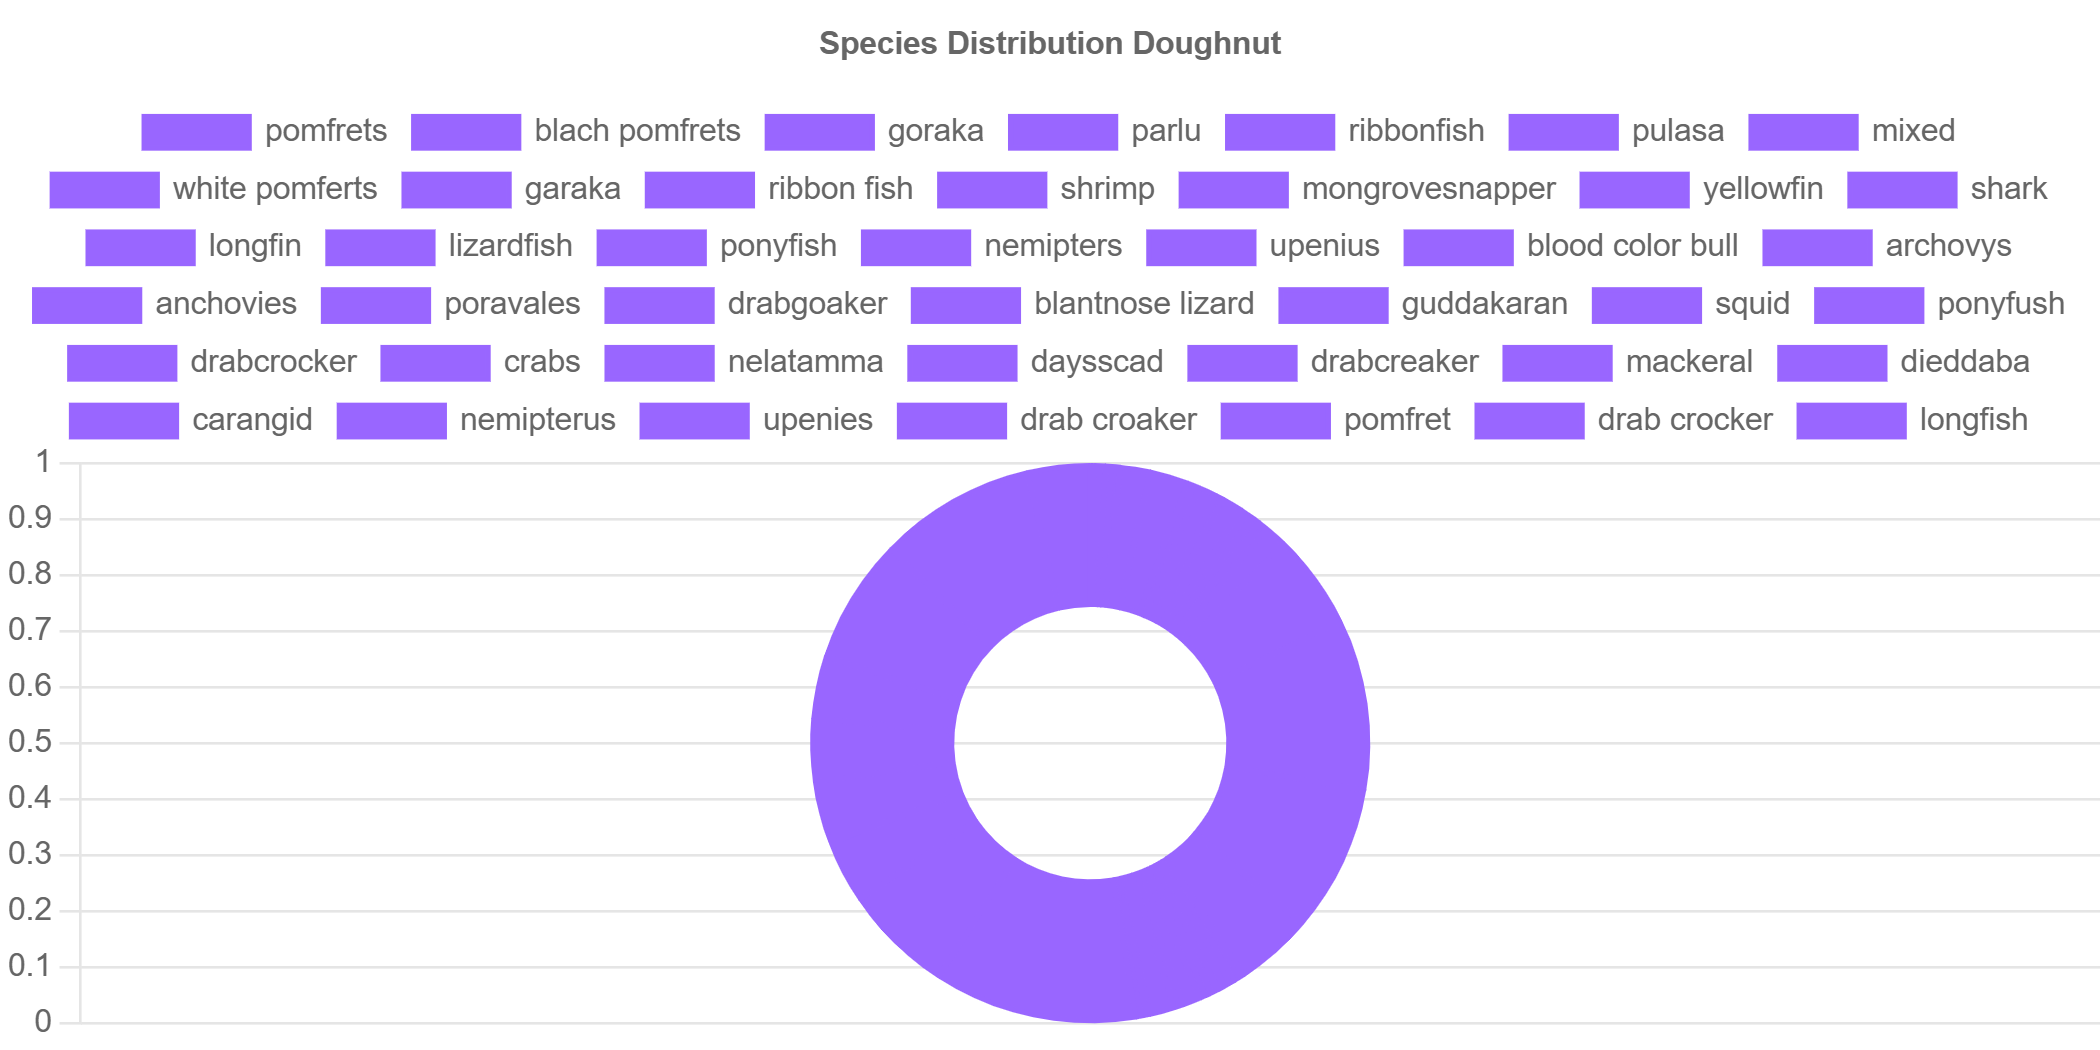 Species Distribution Doughnut
pomfrets blach pomfrets goraka parlu ribbonfish pulasa mixed
white pomferts garaka ribbon fish shrimp mongrovesnapper yellowfin shark
longfin lizardfish ponyfish nemipters upenius blood color bull archovys
anchovies poravales drabgoaker blantnose lizard guddakaran squid ponyfush
drabcrocker crabs nelatamma daysscad drabcreaker mackeral dieddaba
carangid nemipterus upenies drab croaker pomfret drab crocker longfish
1
0.9
0.8
0.7
0.6
0.5
0.4
0.3
0.2
0.1
0